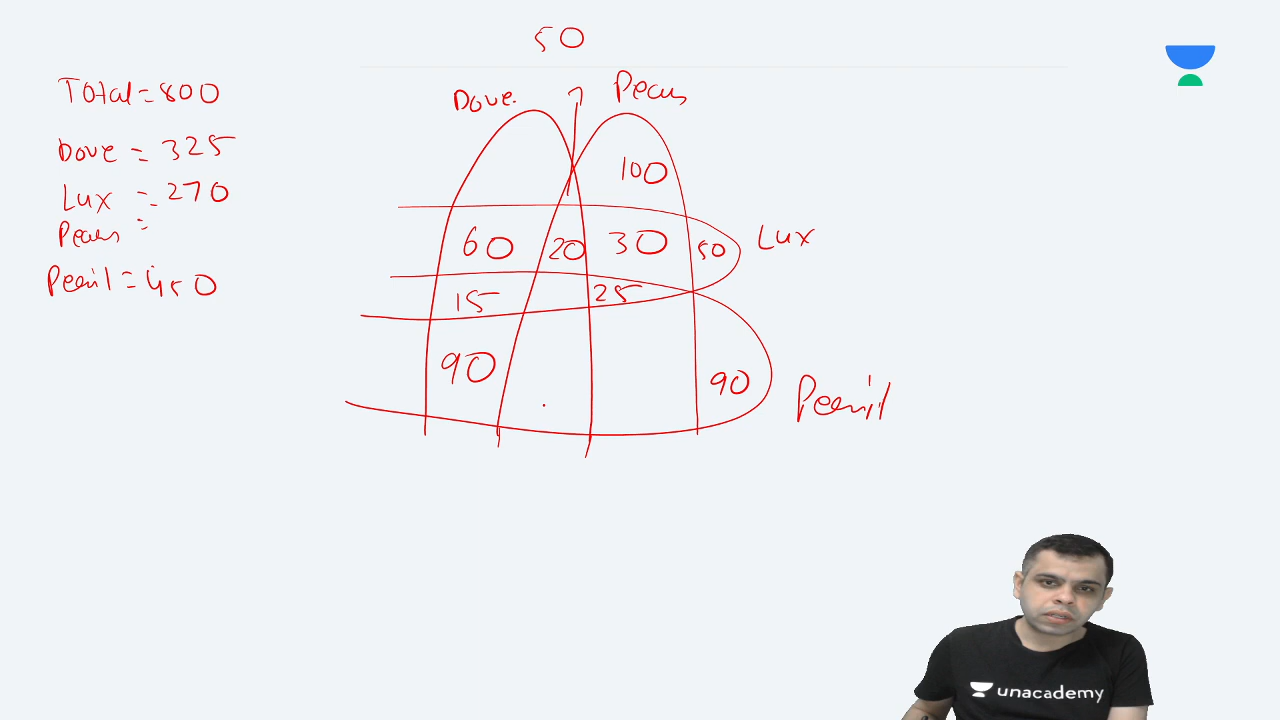 50
Total = 800
Dove = 325
Lux = 270
Pears =
Pearil = 450
Dove. Pears
100
60 20 30 50 Lux
15 25
90 90 Pearil
unacademy